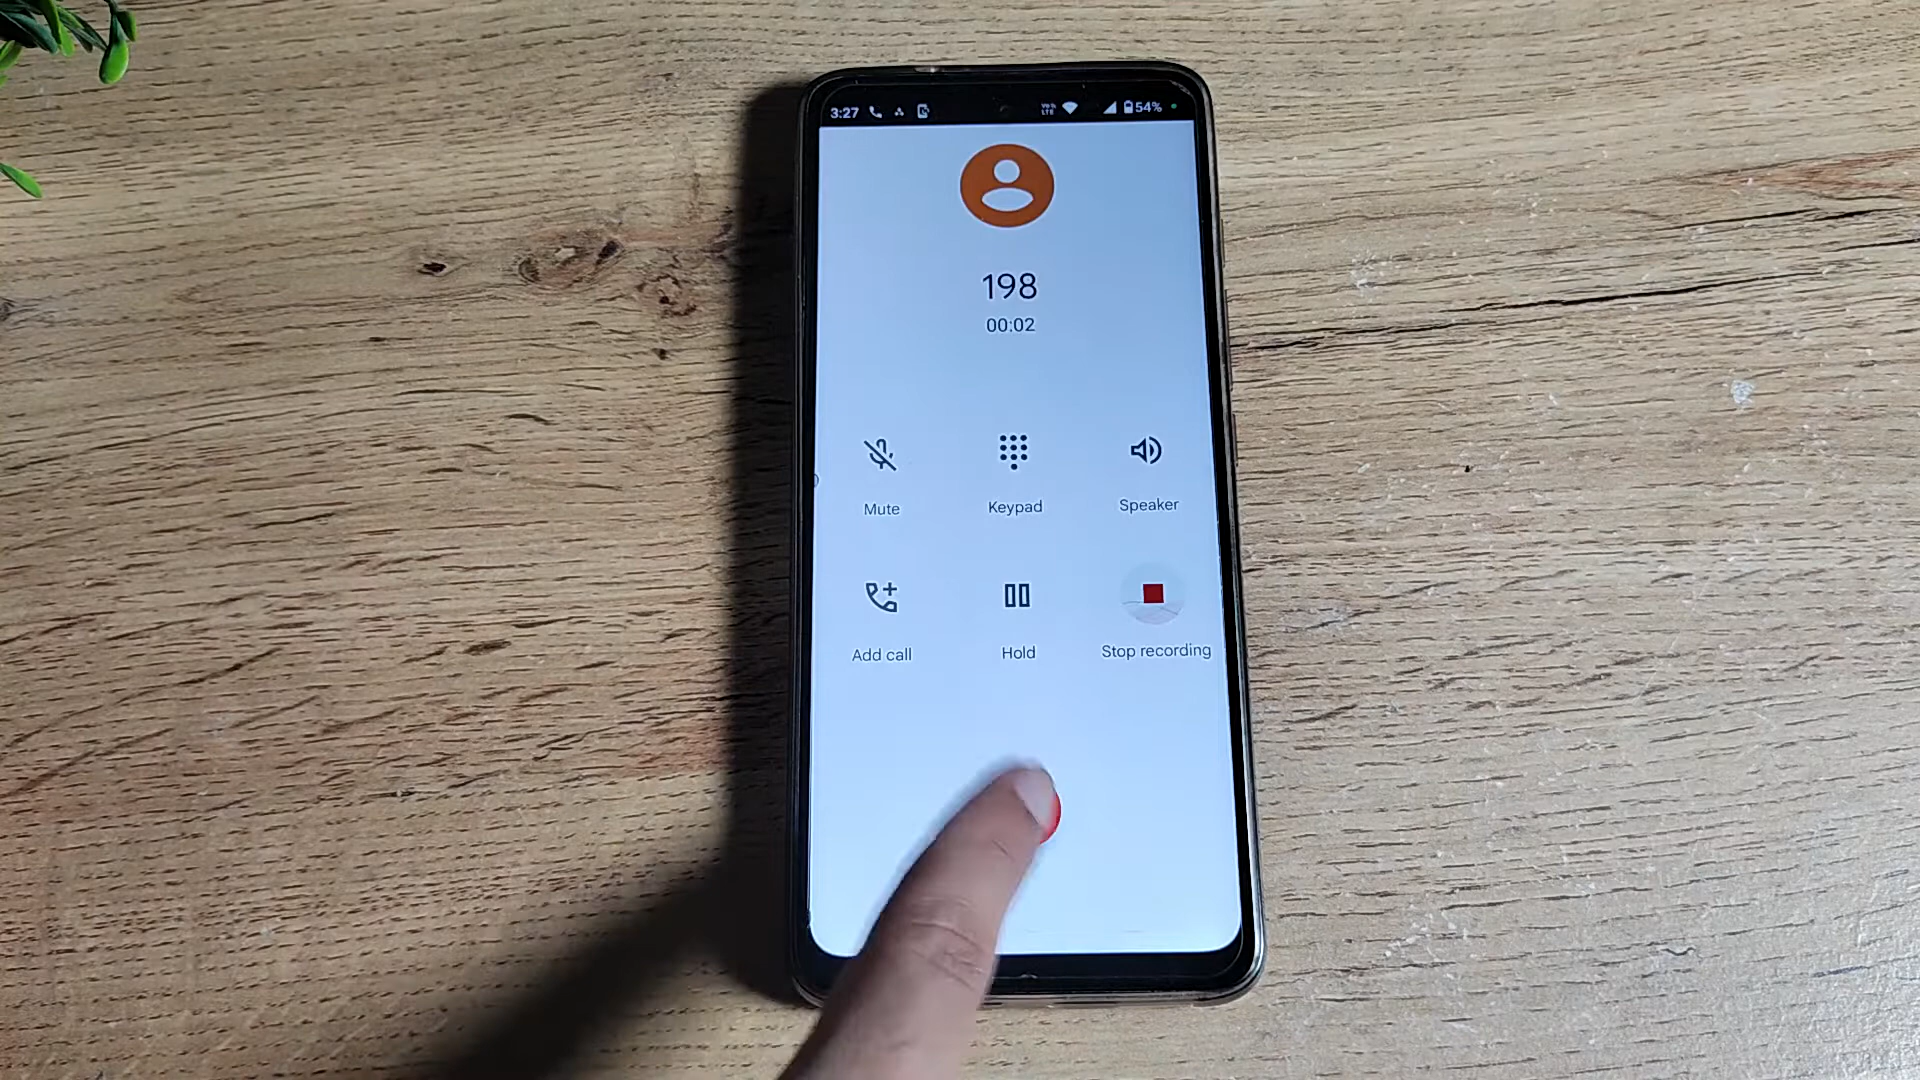 3:27 54%
198
00:02
Mute Keypad Speaker
Add call Hold Stop recording